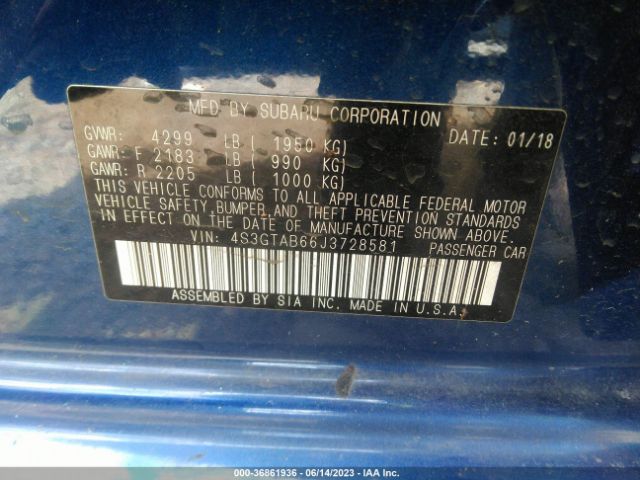 MFD BY SUBARU CORPORATION
GVWR: 4299 LB ( 1950 KG) DATE: 01/18
GAWR: F 2183 LB ( 990 KG)
GAWR: R 2205 LB ( 1000 KG)
THIS VEHICLE CONFORMS TO ALL APPLICABLE FEDERAL MOTOR
VEHICLE SAFETY, BUMPER, AND THEFT PREVENTION STANDARDS
IN EFFECT ON THE DATE OF MANUFACTURE SHOWN ABOVE.
VIN: 4S3GTAB66J3728581 PASSENGER CAR
ASSEMBLED BY SIA INC. MADE IN U.S.A.
000-36861936 - 06/14/2023 - IAA Inc.